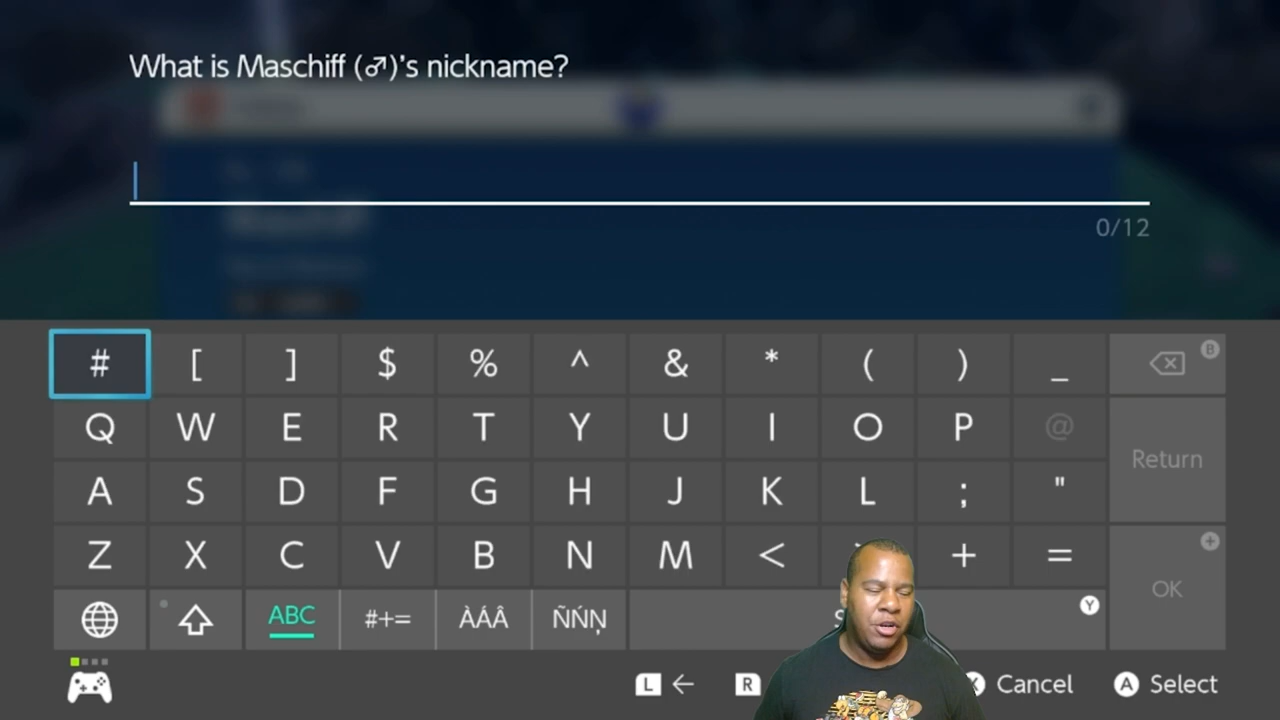 What is Maschiff (♂)'s nickname?
0/12
# [ ] $ % ^ & * ( ) _ B
Q W E R T Y U I O P @
Return
A S D F G H J K L ; "
Z X C V B N M < + = +
OK
ABC #+= ÀÁÂ ÑŃŅ S Y
L ← R X Cancel A Select